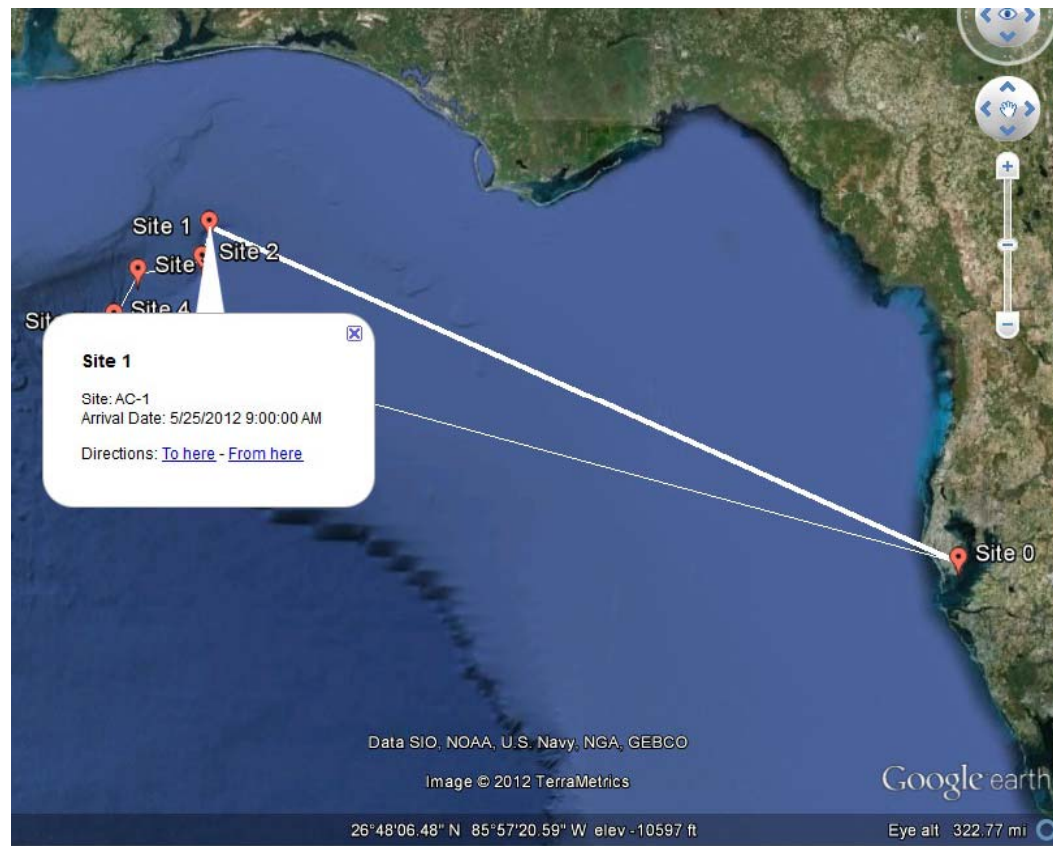 Site 1
Site 2
Site
Site 4
Site 1
Site: AC-1
Arrival Date: 5/25/2012 9:00:00 AM
Directions: To here - From here
Site 0
Data SIO, NOAA, U.S. Navy, NGA, GEBCO
Image © 2012 TerraMetrics
Google earth
26°48'06.48" N 85°57'20.59" W elev -10597 ft
Eye alt 322.77 mi